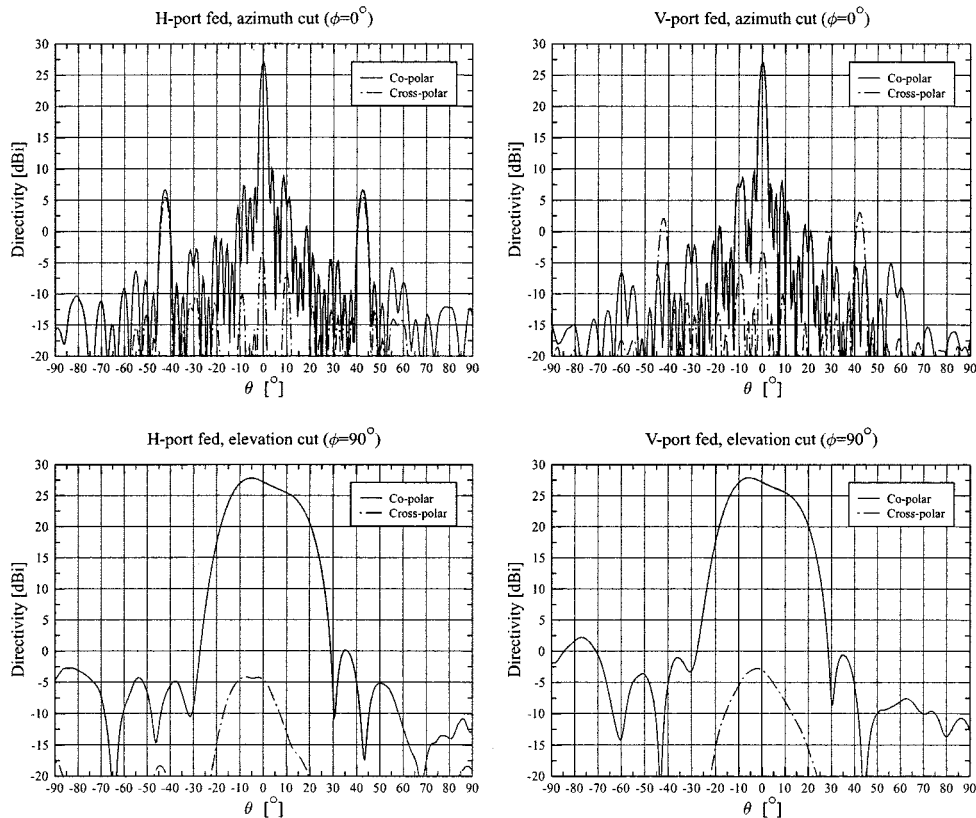 H-port fed, azimuth cut (ϕ=0°)
30
25
20
15
10
5
0
-5
-10
-15
-20
Directivity [dBi]
Co-polar
Cross-polar
-90 -80 -70 -60 -50 -40 -30 -20 -10 0 10 20 30 40 50 60 70 80 90
θ [°]
V-port fed, azimuth cut (ϕ=0°)
30
25
20
15
10
5
0
-5
-10
-15
-20
Directivity [dBi]
Co-polar
Cross-polar
-90 -80 -70 -60 -50 -40 -30 -20 -10 0 10 20 30 40 50 60 70 80 90
θ [°]
H-port fed, elevation cut (ϕ=90°)
30
25
20
15
10
5
0
-5
-10
-15
-20
Directivity [dBi]
Co-polar
Cross-polar
-90 -80 -70 -60 -50 -40 -30 -20 -10 0 10 20 30 40 50 60 70 80 90
θ [°]
V-port fed, elevation cut (ϕ=90°)
30
25
20
15
10
5
0
-5
-10
-15
-20
Directivity [dBi]
Co-polar
Cross-polar
-90 -80 -70 -60 -50 -40 -30 -20 -10 0 10 20 30 40 50 60 70 80 90
θ [°]